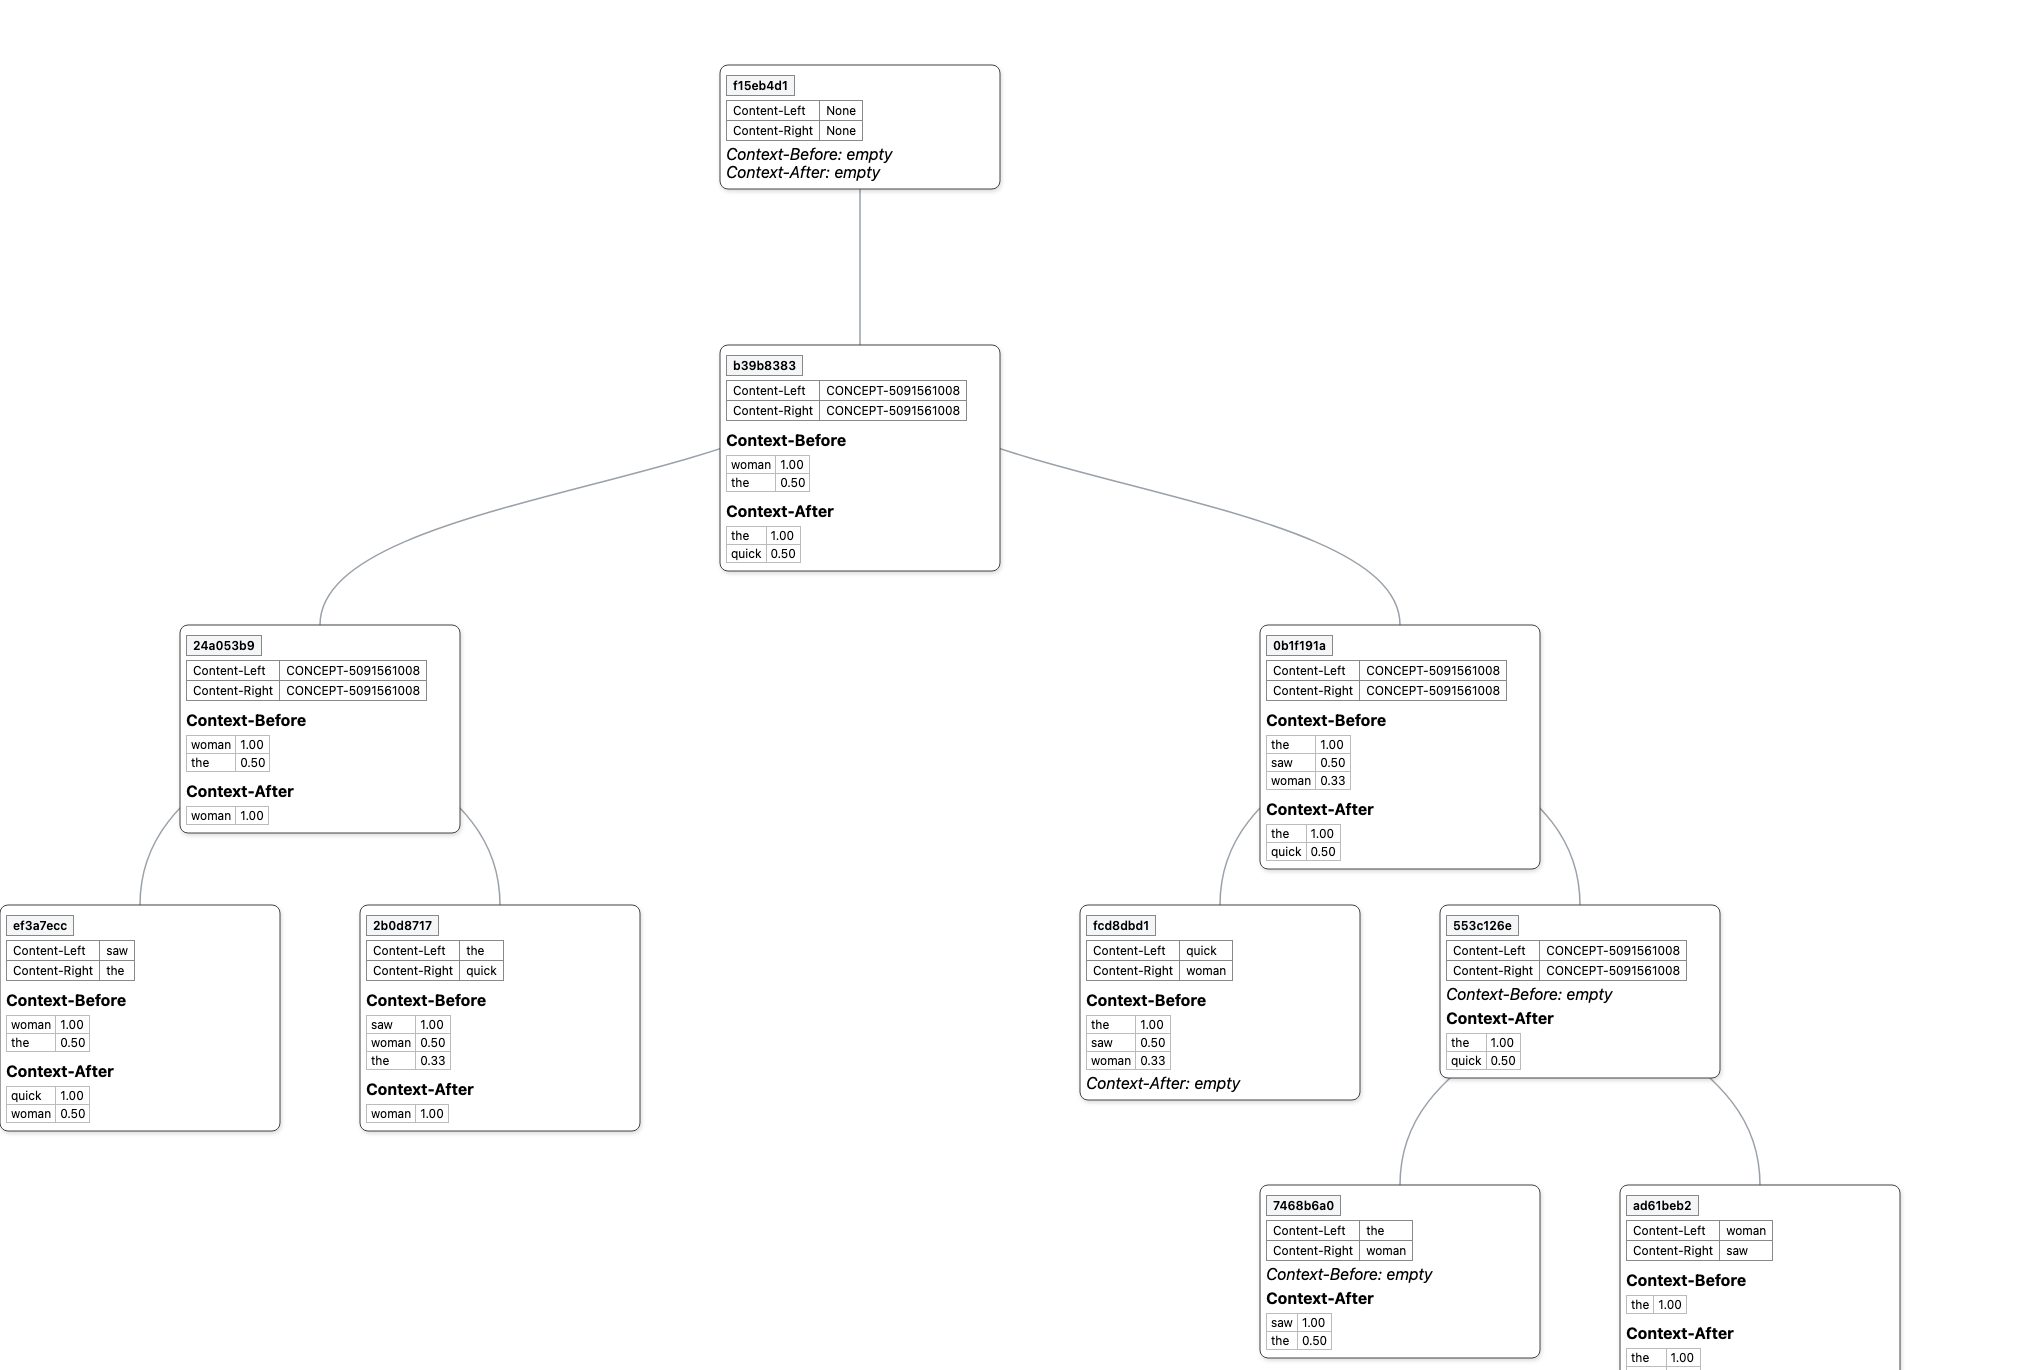 f15eb4d1
Content-Left None
Content-Right None
Context-Before: empty
Context-After: empty
b39b8383
Content-Left CONCEPT-5091561008
Content-Right CONCEPT-5091561008
Context-Before
woman 1.00
the 0.50
Context-After
the 1.00
quick 0.50
24a053b9
Content-Left CONCEPT-5091561008
Content-Right CONCEPT-5091561008
Context-Before
woman 1.00
the 0.50
Context-After
woman 1.00
0b1f191a
Content-Left CONCEPT-5091561008
Content-Right CONCEPT-5091561008
Context-Before
the 1.00
saw 0.50
woman 0.33
Context-After
the 1.00
quick 0.50
ef3a7ecc
Content-Left saw
Content-Right the
Context-Before
woman 1.00
the 0.50
Context-After
quick 1.00
woman 0.50
2b0d8717
Content-Left the
Content-Right quick
Context-Before
saw 1.00
woman 0.50
the 0.33
Context-After
woman 1.00
fcd8dbd1
Content-Left quick
Content-Right woman
Context-Before
the 1.00
saw 0.50
woman 0.33
Context-After: empty
553c126e
Content-Left CONCEPT-5091561008
Content-Right CONCEPT-5091561008
Context-Before: empty
Context-After
the 1.00
quick 0.50
7468b6a0
Content-Left the
Content-Right woman
Context-Before: empty
Context-After
saw 1.00
the 0.50
ad61beb2
Content-Left woman
Content-Right saw
Context-Before
the 1.00
Context-After
the 1.00